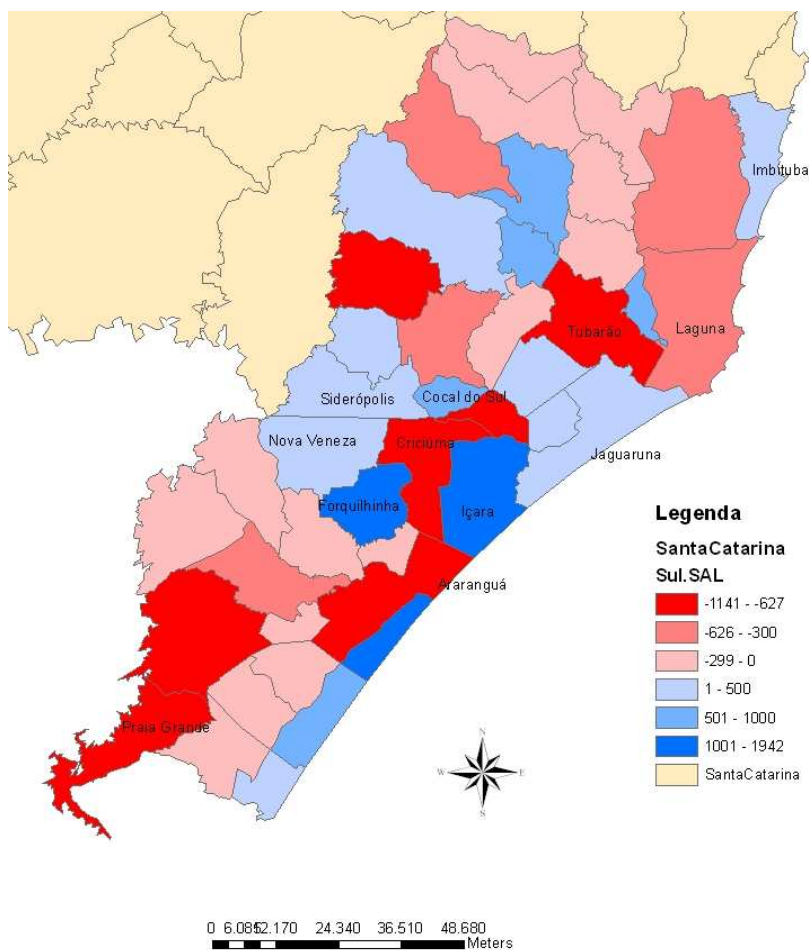 Imbituba
Tubarão
Laguna
Siderópolis
Cocal do Sul
Nova Veneza
Criciúma
Jaguaruna
Forquilhinha
Içara
Araranguá
Praia Grande
Legenda
SantaCatarina
Sul.SAL
-1141 - -627
-626 - -300
-299 - 0
1 - 500
501 - 1000
1001 - 1942
SantaCatarina
N
W
E
S
0 6.08512.170 24.340 36.510 48.680
Meters